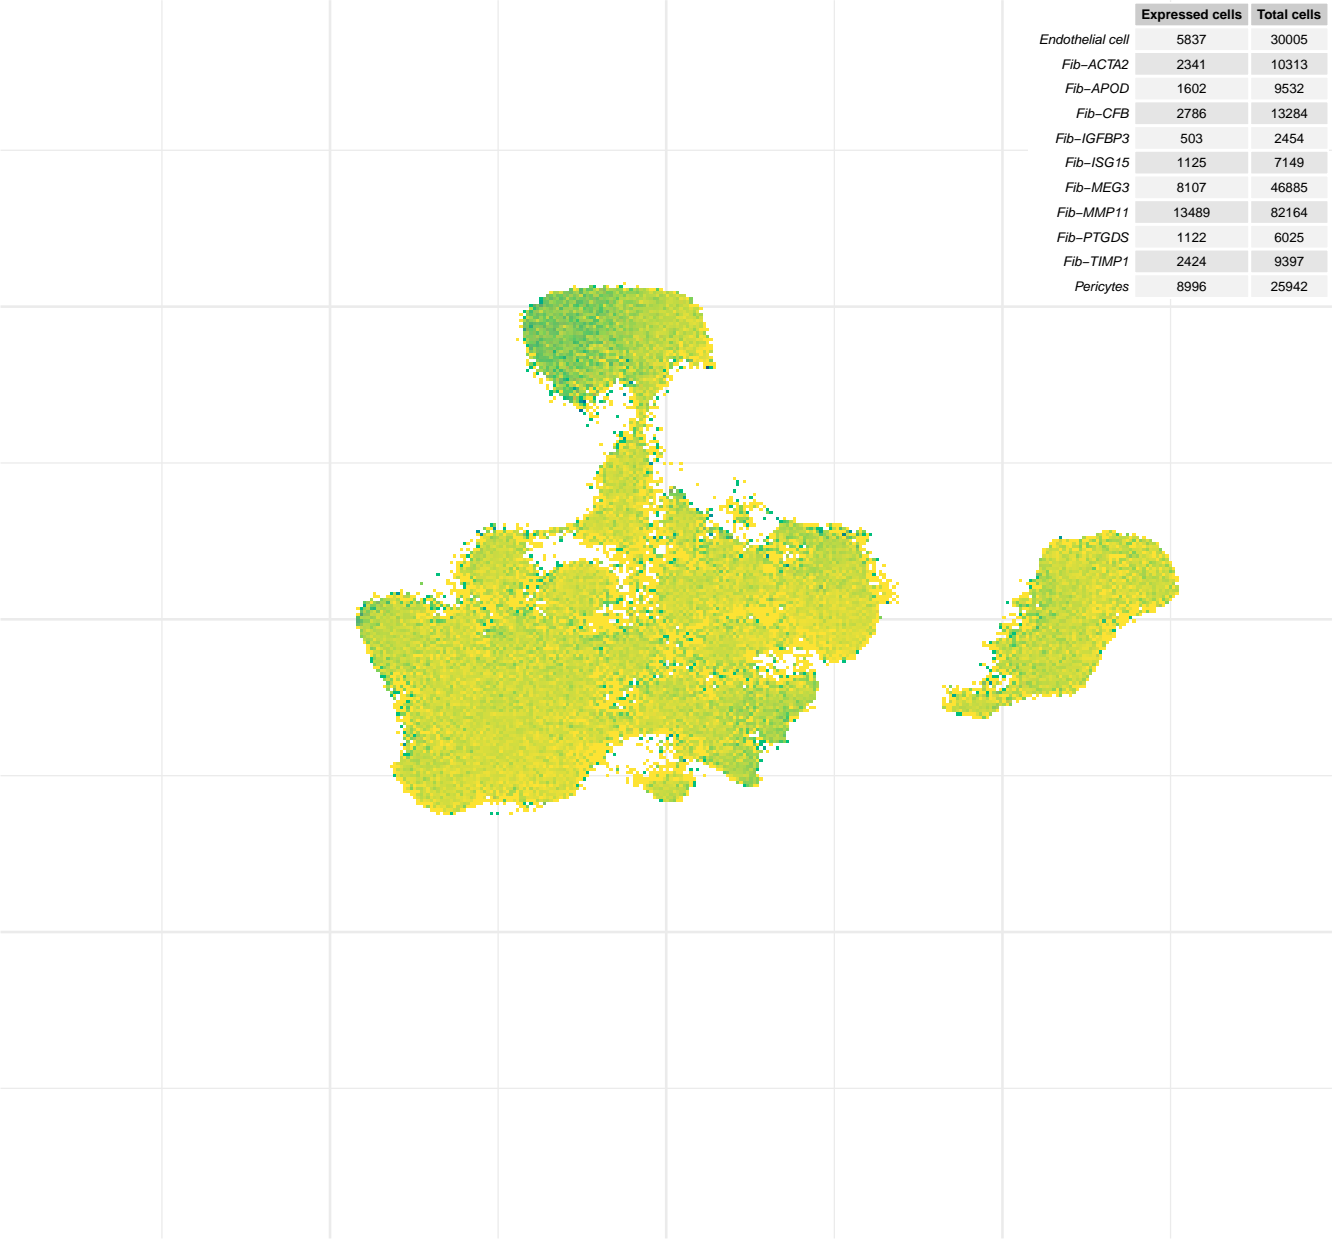 Expressed cells Total cells
Endothelial cell 5837 30005
Fib−ACTA2 2341 10313
Fib−APOD 1602 9532
Fib−CFB 2786 13284
Fib−IGFBP3 503 2454
Fib−ISG15 1125 7149
Fib−MEG3 8107 46885
Fib−MMP11 13489 82164
Fib−PTGDS 1122 6025
Fib−TIMP1 2424 9397
Pericytes 8996 25942